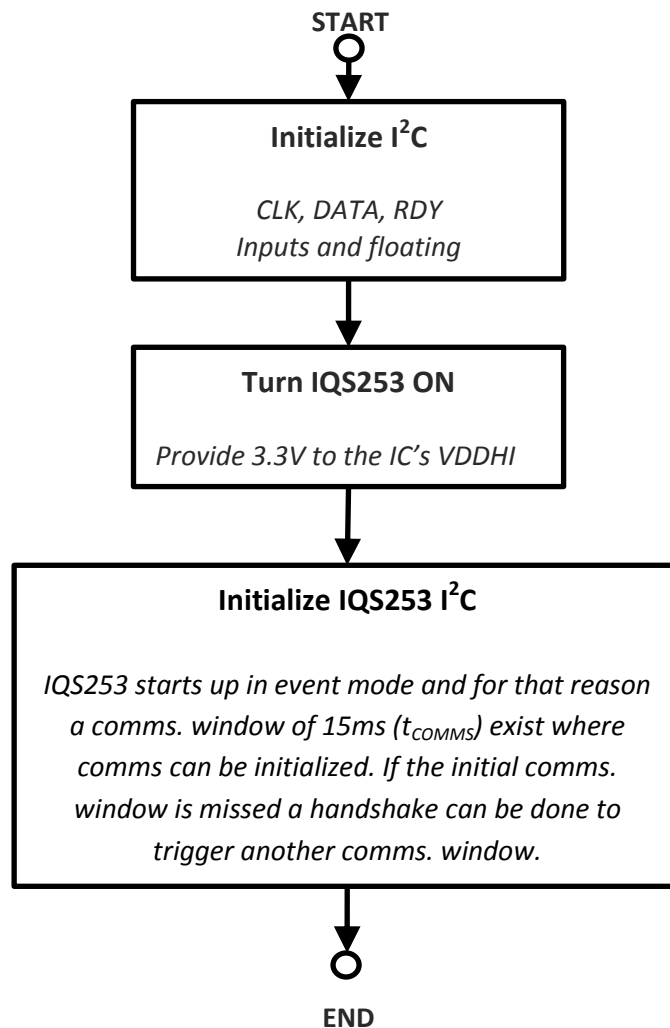 START
Initialize I²C
CLK, DATA, RDY
Inputs and floating
Turn IQS253 ON
Provide 3.3V to the IC’s VDDHI
Initialize IQS253 I²C
IQS253 starts up in event mode and for that reason
a comms. window of 15ms (tCOMMS) exist where
comms can be initialized. If the initial comms.
window is missed a handshake can be done to
trigger another comms. window.
END